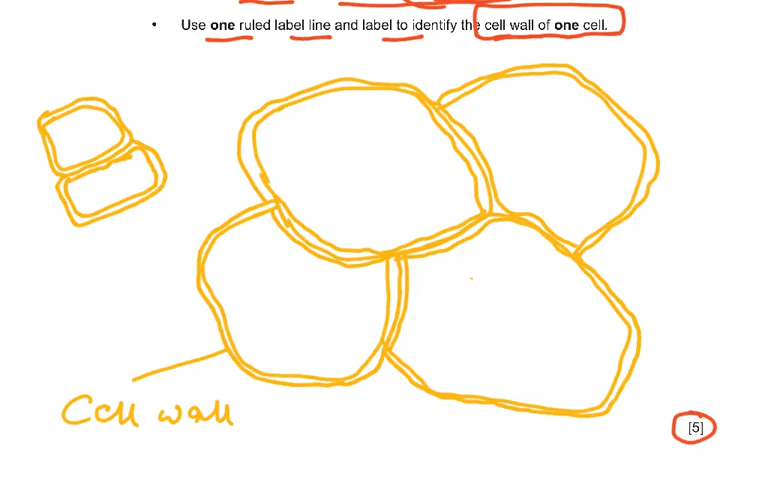 • Use one ruled label line and label to identify the cell wall of one cell.
Cell wall
[5]